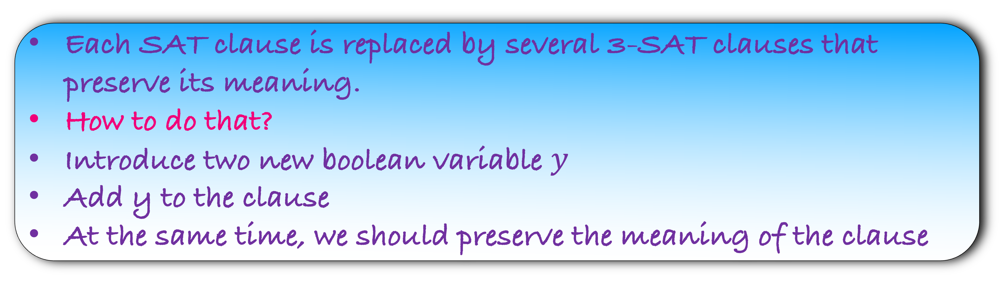 • Each SAT clause is replaced by several 3-SAT clauses that
preserve its meaning.
• How to do that?
• Introduce two new boolean variable y
• Add y to the clause
• At the same time, we should preserve the meaning of the clause